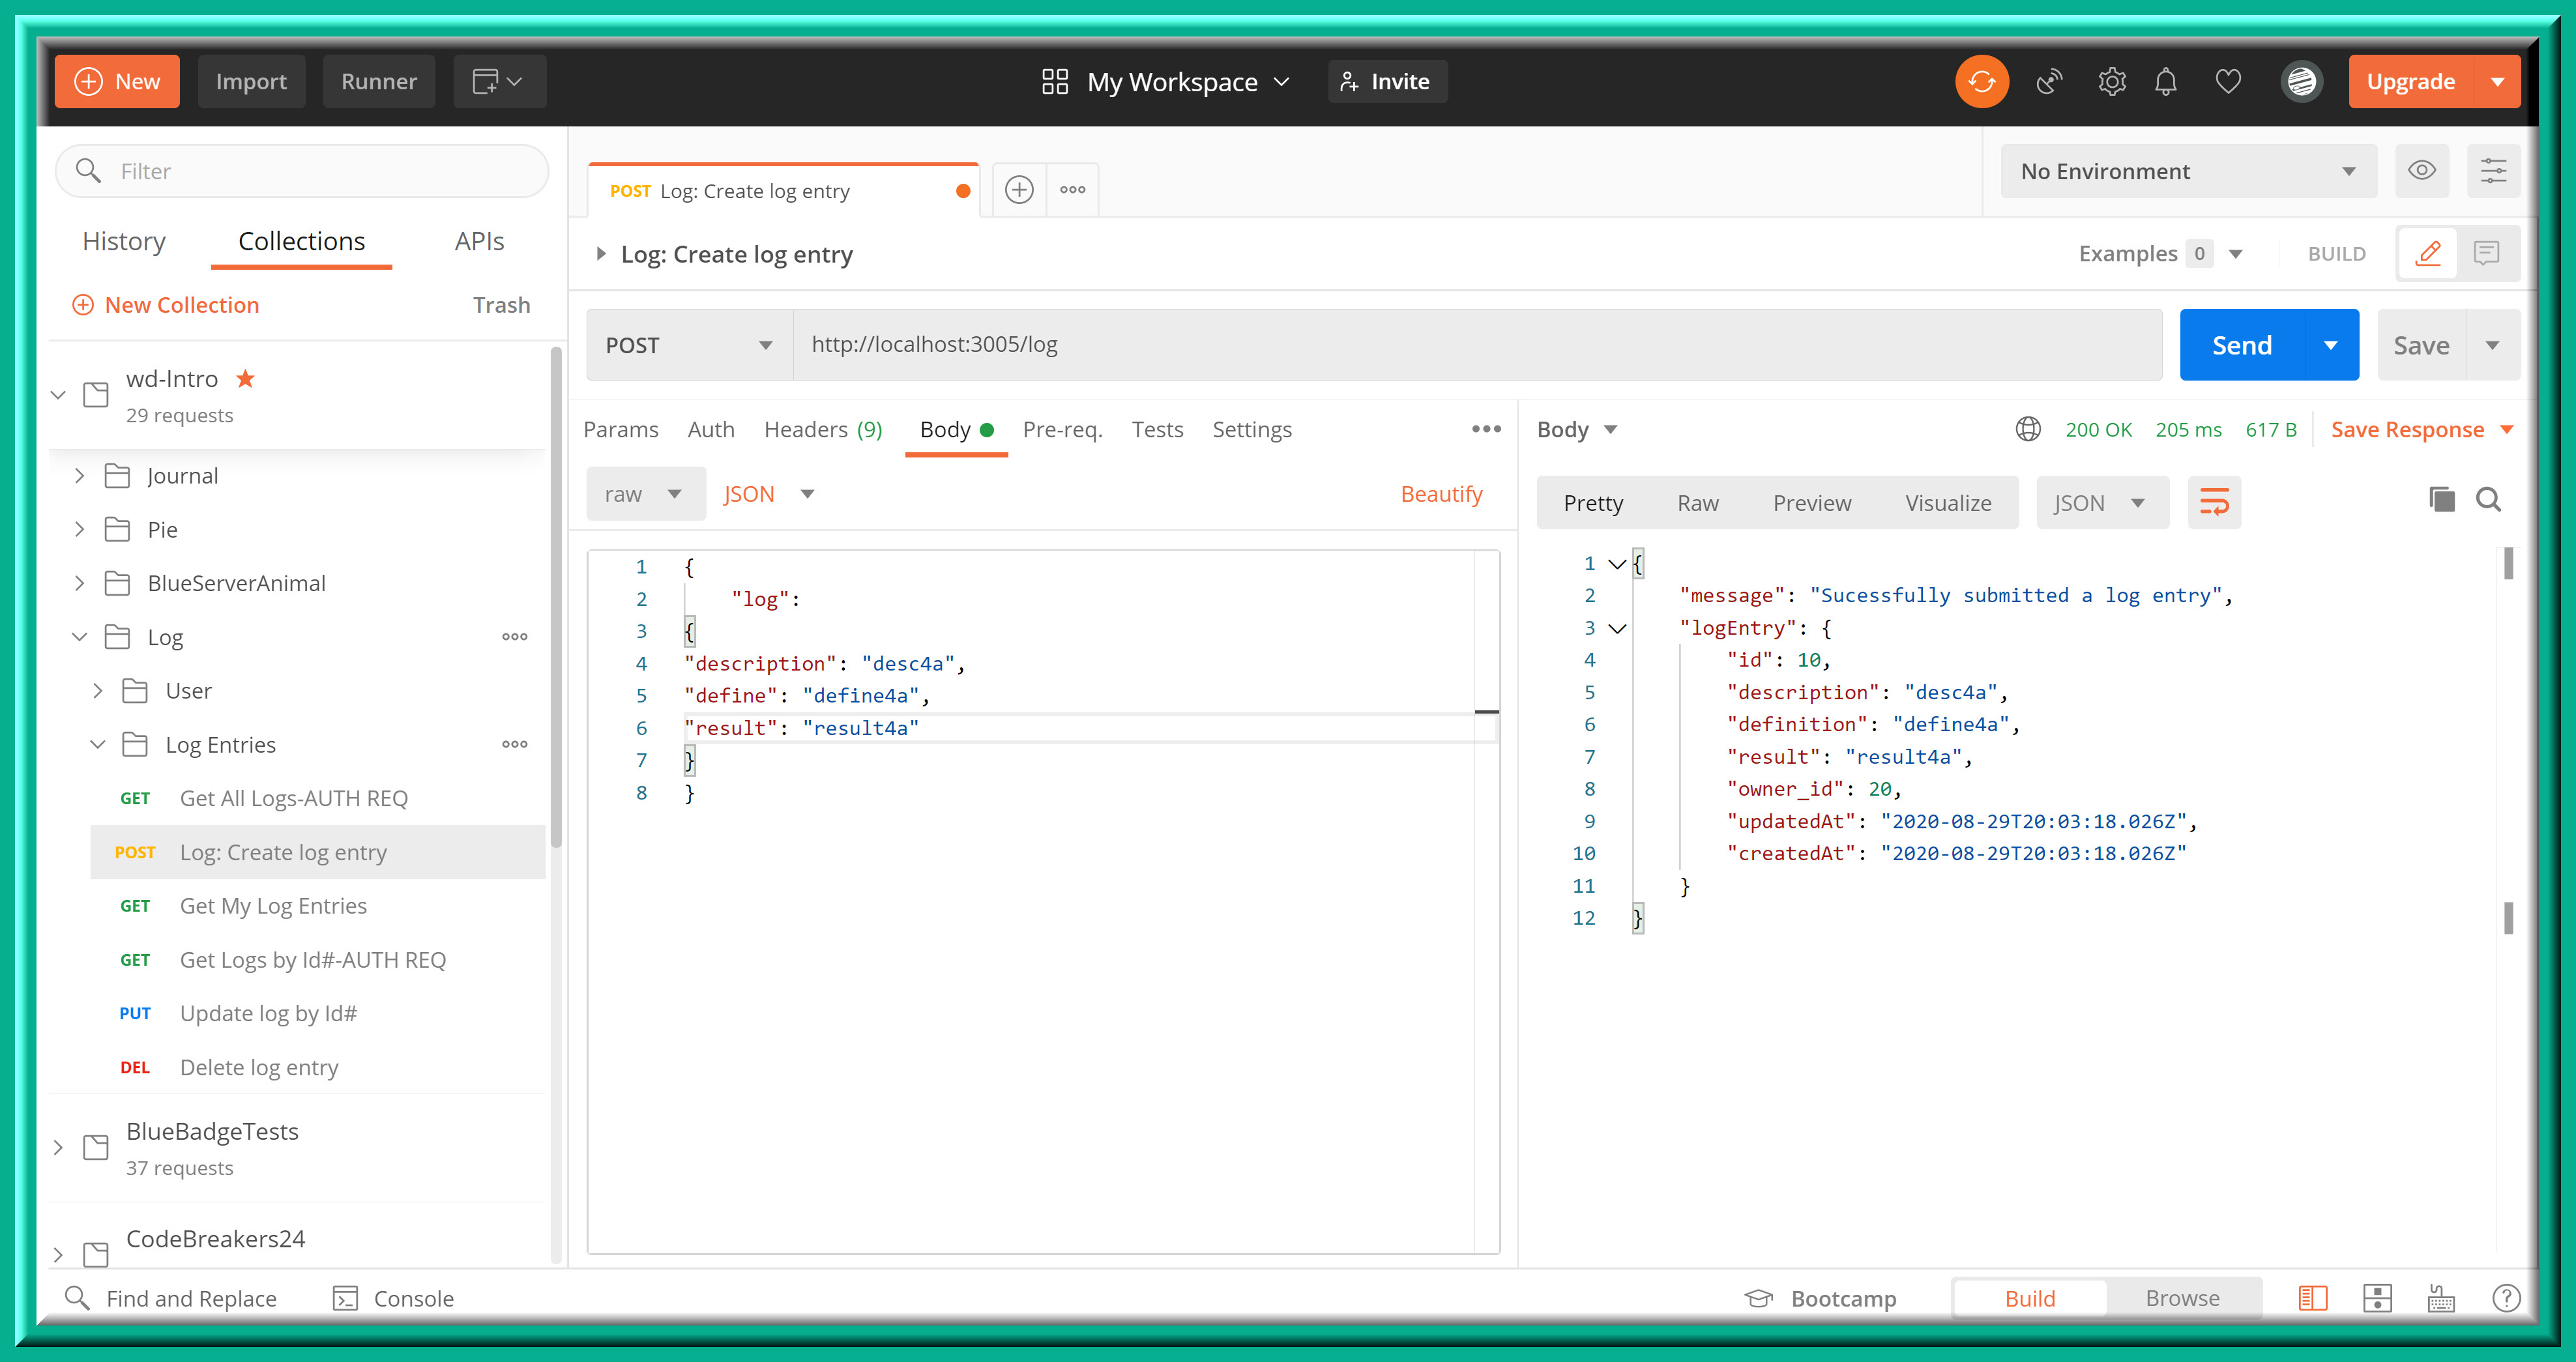 New Import Runner My Workspace Invite Upgrade
Filter
History Collections APIs
New Collection Trash
wd-Intro
29 requests
Journal
Pie
BlueServerAnimal
Log
User
Log Entries
GET Get All Logs-AUTH REQ
POST Log: Create log entry
GET Get My Log Entries
GET Get Logs by Id#-AUTH REQ
PUT Update log by Id#
DEL Delete log entry
BlueBadgeTests
37 requests
CodeBreakers24
POST Log: Create log entry
No Environment
Log: Create log entry
Examples 0 BUILD
POST http://localhost:3005/log Send Save
Params Auth Headers (9) Body Pre-req. Tests Settings
raw JSON Beautify
1 {
2 "log":
3 {
4 "description": "desc4a",
5 "define": "define4a",
6 "result": "result4a"
7 }
8 }
Body 200 OK 205 ms 617 B Save Response
Pretty Raw Preview Visualize JSON
1 {
2 "message": "Sucessfully submitted a log entry",
3 "logEntry": {
4 "id": 10,
5 "description": "desc4a",
6 "definition": "define4a",
7 "result": "result4a",
8 "owner_id": 20,
9 "updatedAt": "2020-08-29T20:03:18.026Z",
10 "createdAt": "2020-08-29T20:03:18.026Z"
11 }
12 }
Find and Replace Console Bootcamp Build Browse